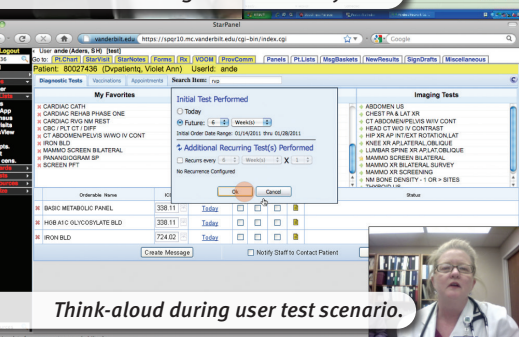 StarPanel
vanderbilt.edu https://spqr10.mc.vanderbilt.edu/cgi-bin/index.cgi
Google
Logout
User ande (Aders, SH) [test]
Go to: Pt.Chart StarVisit StarNotes Forms Rx VOOM ProvComm Panels Pt.Lists MsgBaskets NewResults SignDrafts Miscellaneous
Patient: 80027436 (Dvpatientq, Violet Ann) UserId: ande
Diagnostic Tests Vaccinations Appointments Search Item:
My Favorites
CARDIAC CATH
CARDIAC REHAB PHASE ONE
CARDIAC RVG NM REST
CBC / PLT CT / DIFF
CT ABDOMEN/PELVIS W/WO IV CONT
IRON BLD
MAMMO SCREEN BILATERAL
PANANGIOGRAM SP
SCREEN PFT
Initial Test Performed
Today
Future: 6 Week(s)
Initial Order Date Range: 01/14/2011 thru 01/28/2011
Additional Recurring Test(s) Performed
Recurs every 6 Week(s) X 1
No Recurrence Configured
Ok Cancel
Imaging Tests
ABDOMEN US
CHEST PA & LAT XR
CT ABDOMEN/PELVIS W/IV CONT
HEAD CT W/O IV CONTRAST
HIP XR AP INT/EXT ROTATION,LAT
KNEE XR AP,LATERAL,OBLIQUE
LUMBAR SPINE XR AP,LAT,OBLIQUE
MAMMO SCREEN BILATERAL
MAMMO XR BILATERAL SURVEY
MAMMO XR SCREENING
NM BONE DENSITY - 1 OR > SITES
Orderable Name
Status
BASIC METABOLIC PANEL 338.11 Today
HGB A1C GLYCOSYLATE BLD 338.11 Today
IRON BLD 724.02 Today
Create Message Notify Staff to Contact Patient
Think-aloud during user test scenario.